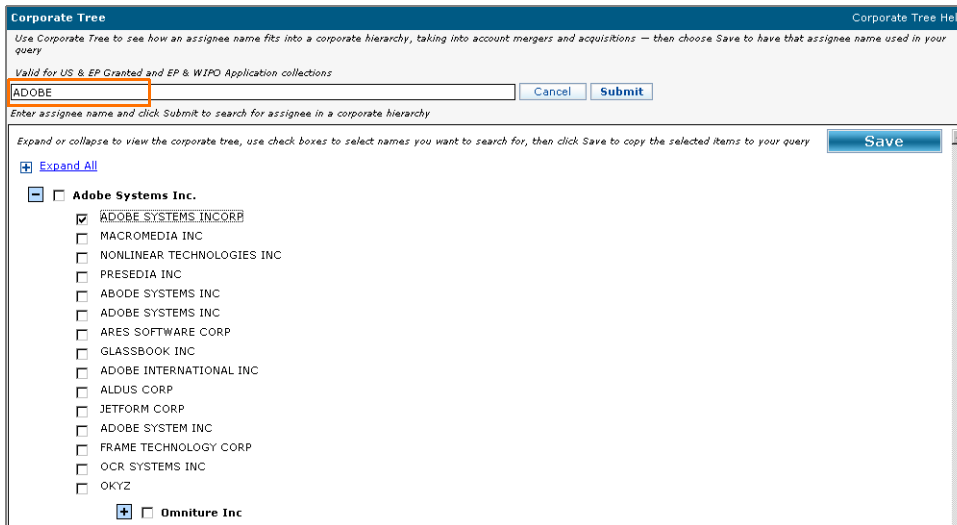 Corporate Tree
Corporate Tree Hel
Use Corporate Tree to see how an assignee name fits into a corporate hierarchy, taking into account mergers and acquisitions — then choose Save to have that assignee name used in your
query
Valid for US & EP Granted and EP & WIPO Application collections
ADOBE
Cancel
Submit
Enter assignee name and click Submit to search for assignee in a corporate hierarchy
Expand or collapse to view the corporate tree, use check boxes to select names you want to search for, then click Save to copy the selected items to your query
Save
Expand All
Adobe Systems Inc.
ADOBE SYSTEMS INCORP
MACROMEDIA INC
NONLINEAR TECHNOLOGIES INC
PRESEDIA INC
ABODE SYSTEMS INC
ADOBE SYSTEMS INC
ARES SOFTWARE CORP
GLASSBOOK INC
ADOBE INTERNATIONAL INC
ALDUS CORP
JETFORM CORP
ADOBE SYSTEM INC
FRAME TECHNOLOGY CORP
OCR SYSTEMS INC
OKYZ
Omniture Inc